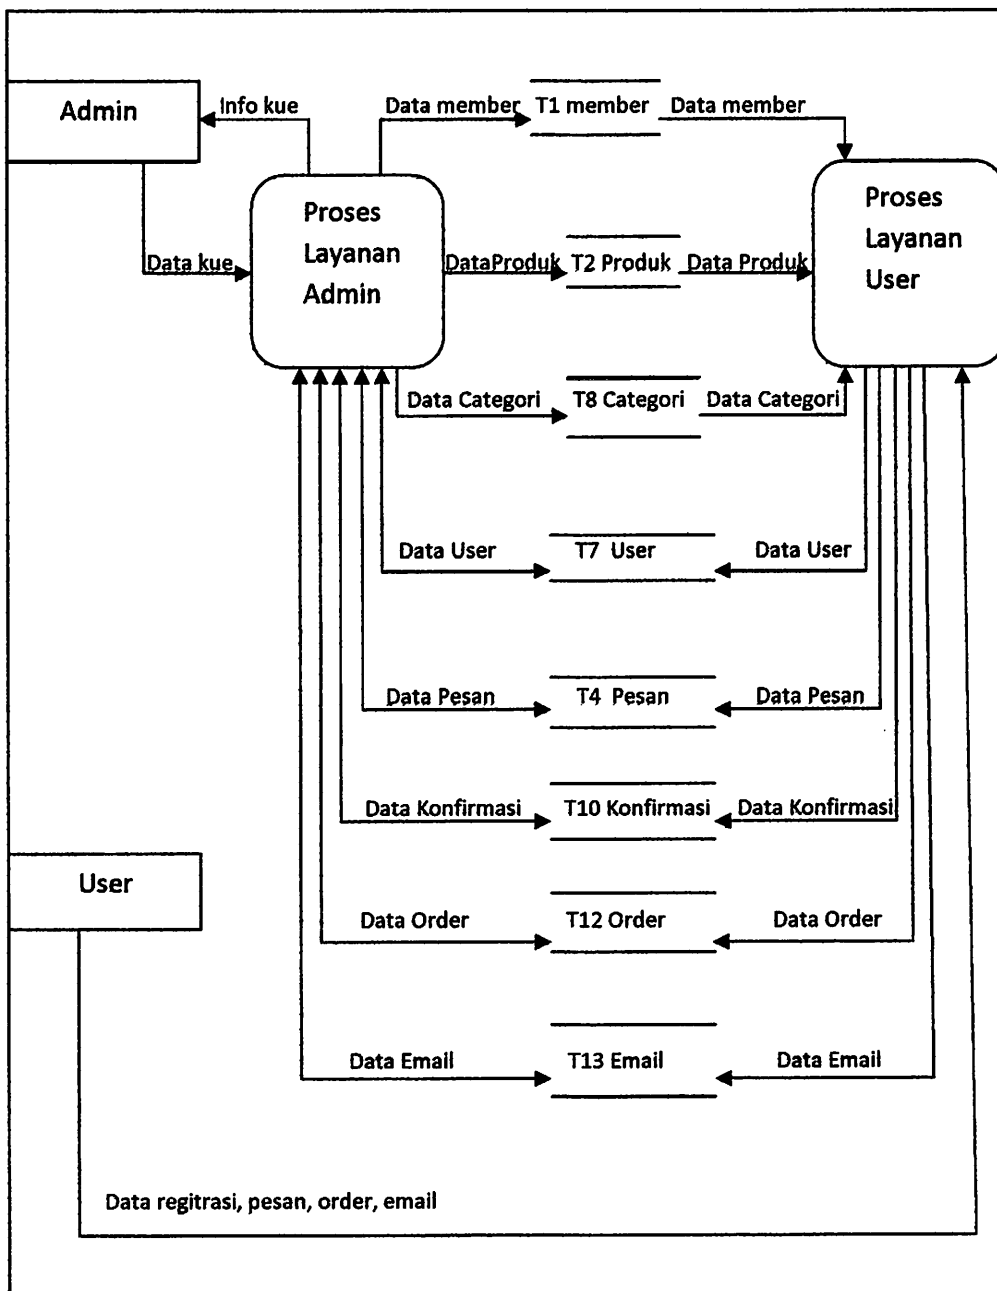 Admin
Info kue
Data member
T1 member
Data member
Proses
Layanan
Admin
Proses
Layanan
User
Data kue
DataProduk
T2 Produk
Data Produk
Data Categori
T8 Categori
Data Categori
Data User
T7 User
Data User
Data Pesan
T4 Pesan
Data Pesan
Data Konfirmasi
T10 Konfirmasi
Data Konfirmasi
User
Data Order
T12 Order
Data Order
Data Email
T13 Email
Data Email
Data regitrasi, pesan, order, email